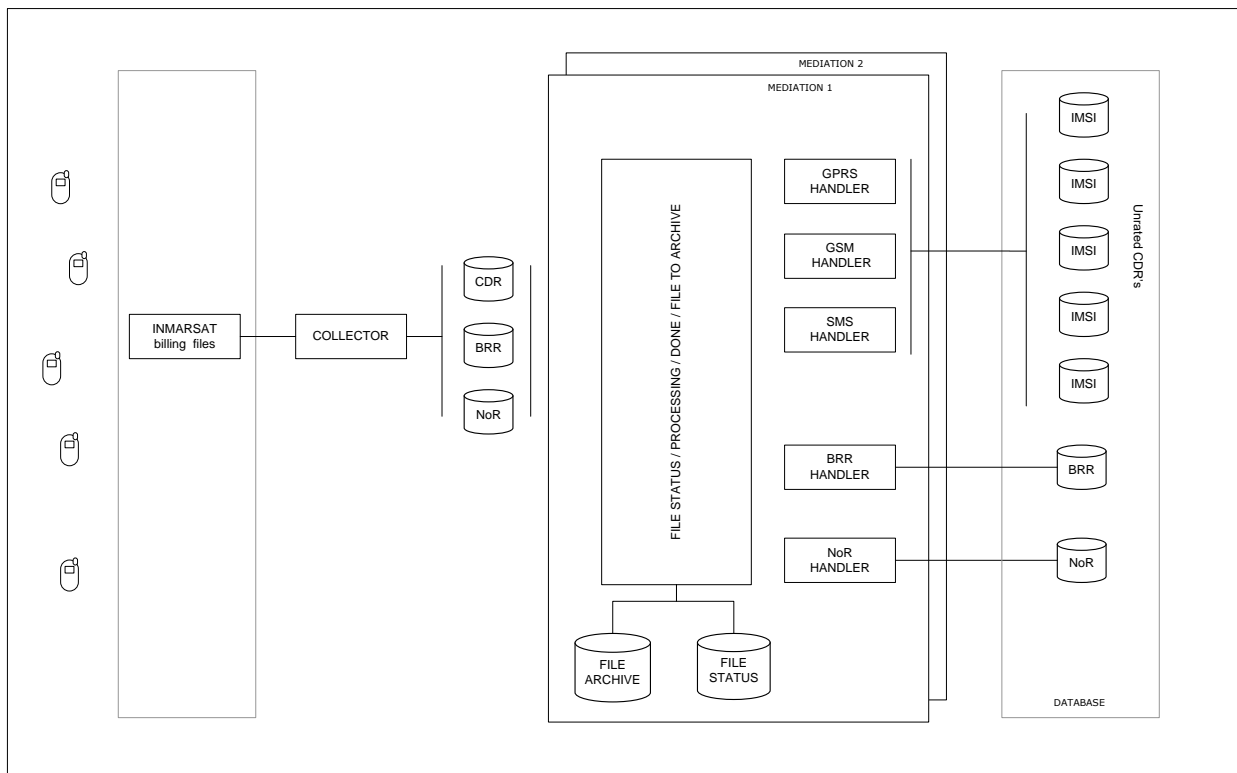 MEDIATION 2
MEDIATION 1
INMARSAT
billing files
COLLECTOR
CDR
BRR
NoR
FILE STATUS / PROCESSING / DONE / FILE TO ARCHIVE
FILE
ARCHIVE
FILE
STATUS
GPRS
HANDLER
GSM
HANDLER
SMS
HANDLER
BRR
HANDLER
NoR
HANDLER
IMSI
IMSI
IMSI
IMSI
IMSI
Unrated CDR's
BRR
NoR
DATABASE